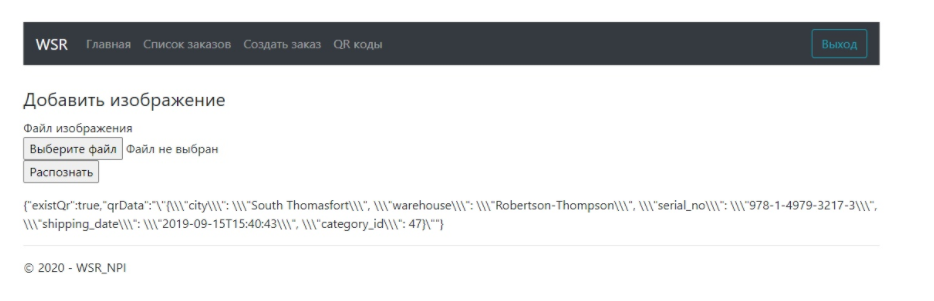 WSR Главная Список заказов Создать заказ QR коды Выход
Добавить изображение
Файл изображения
Выберите файл Файл не выбран
Распознать
{"existQr":true,"qrData":"\"{\\\"city\\\": \\\"South Thomasfort\\\", \\\"warehouse\\\": \\\"Robertson-Thompson\\\", \\\"serial_no\\\": \\\"978-1-4979-3217-3\\\",
\\\"shipping_date\\\": \\\"2019-09-15T15:40:43\\\", \\\"category_id\\\": 47}\""}
© 2020 - WSR_NPI